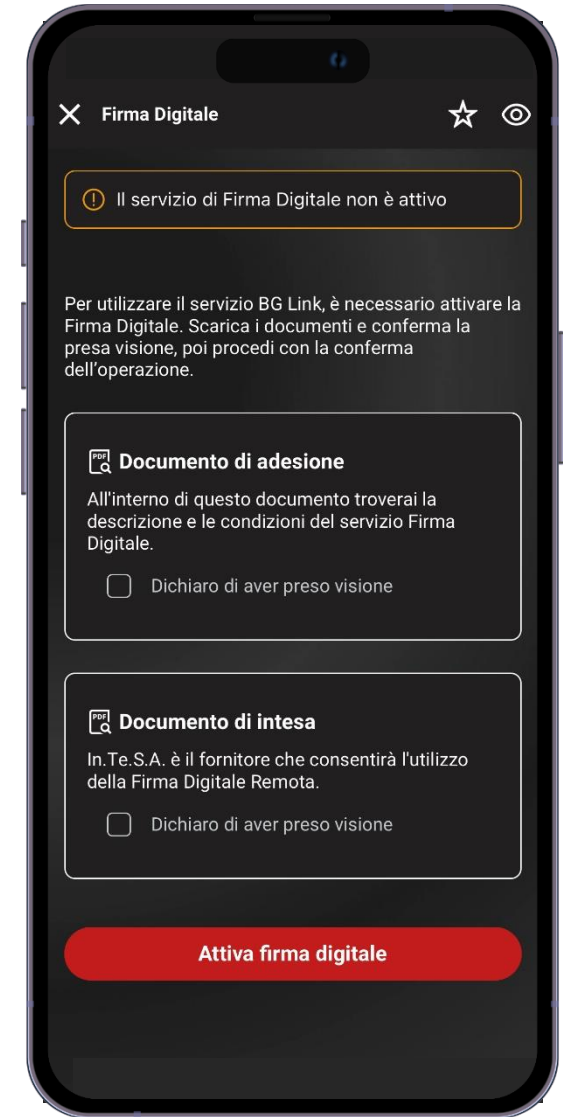 Firma Digitale
Il servizio di Firma Digitale non è attivo
Per utilizzare il servizio BG Link, è necessario attivare la
Firma Digitale. Scarica i documenti e conferma la
presa visione, poi procedi con la conferma
dell'operazione.
PDF Documento di adesione
All'interno di questo documento troverai la
descrizione e le condizioni del servizio Firma
Digitale.
Dichiaro di aver preso visione
PDF Documento di intesa
In.Te.S.A. è il fornitore che consentirà l'utilizzo
della Firma Digitale Remota.
Dichiaro di aver preso visione
Attiva firma digitale